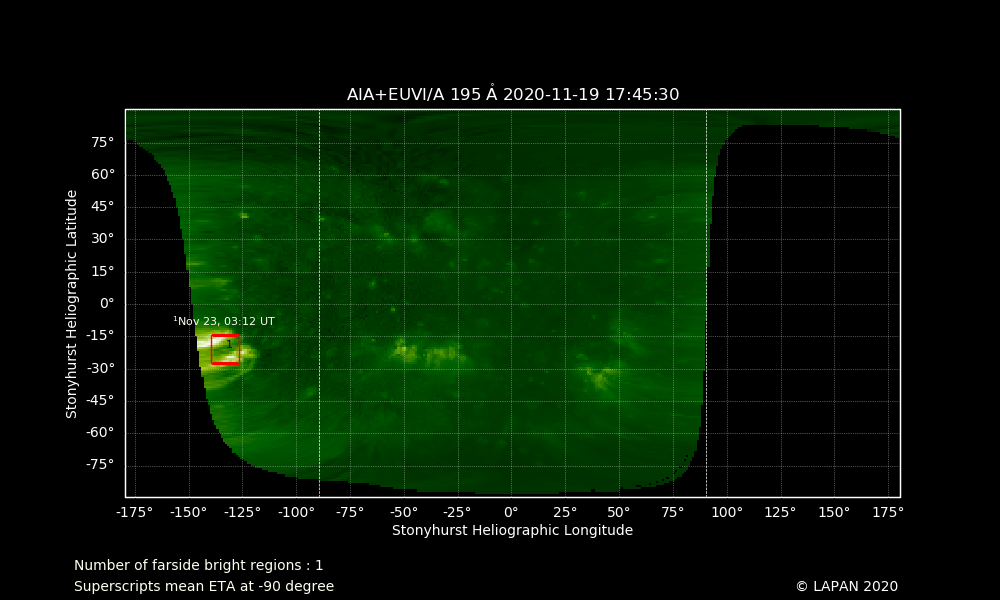 AIA+EUVI/A 195 Å 2020-11-19 17:45:30
75°
60°
45°
30°
15°
0°
-15°
-30°
-45°
-60°
-75°
Stonyhurst Heliographic Latitude
¹Nov 23, 03:12 UT
1
-175° -150° -125° -100° -75° -50° -25° 0° 25° 50° 75° 100° 125° 150° 175°
Stonyhurst Heliographic Longitude
Number of farside bright regions : 1
Superscripts mean ETA at -90 degree
© LAPAN 2020